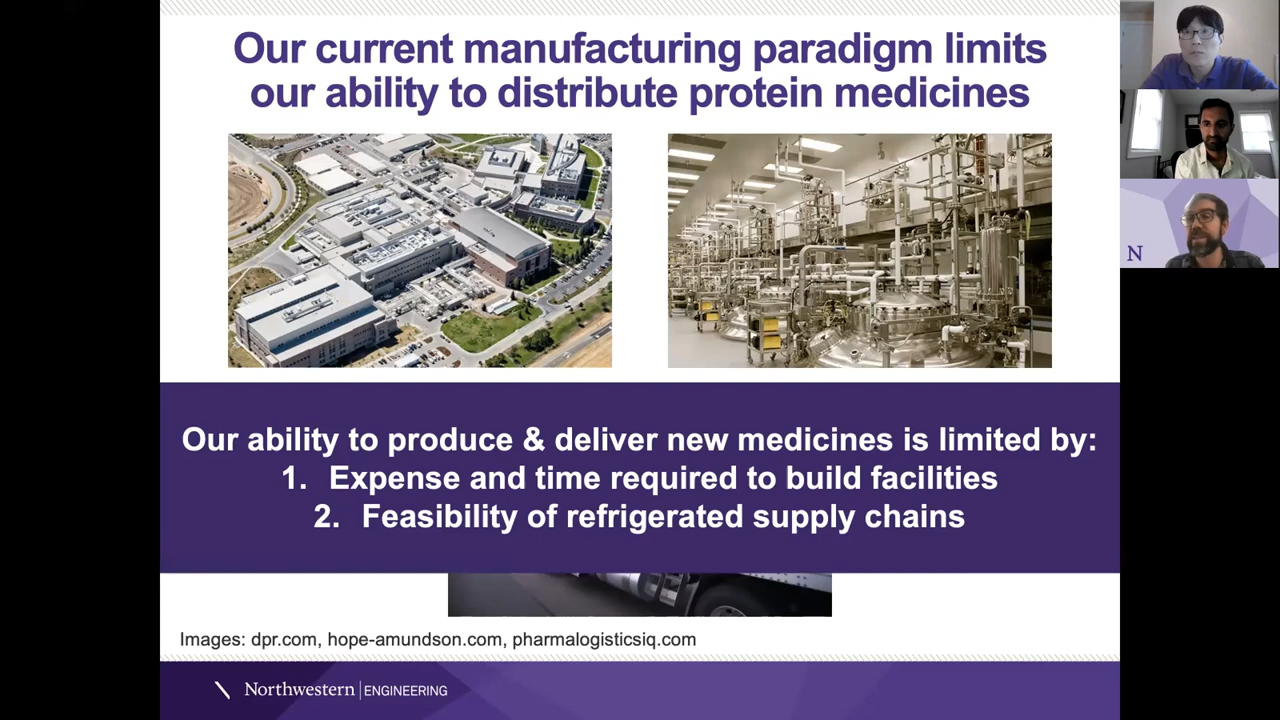 Our current manufacturing paradigm limits
our ability to distribute protein medicines
Our ability to produce & deliver new medicines is limited by:
1. Expense and time required to build facilities
2. Feasibility of refrigerated supply chains
Images: dpr.com, hope-amundson.com, pharmalogisticsiq.com
Northwestern | ENGINEERING
N